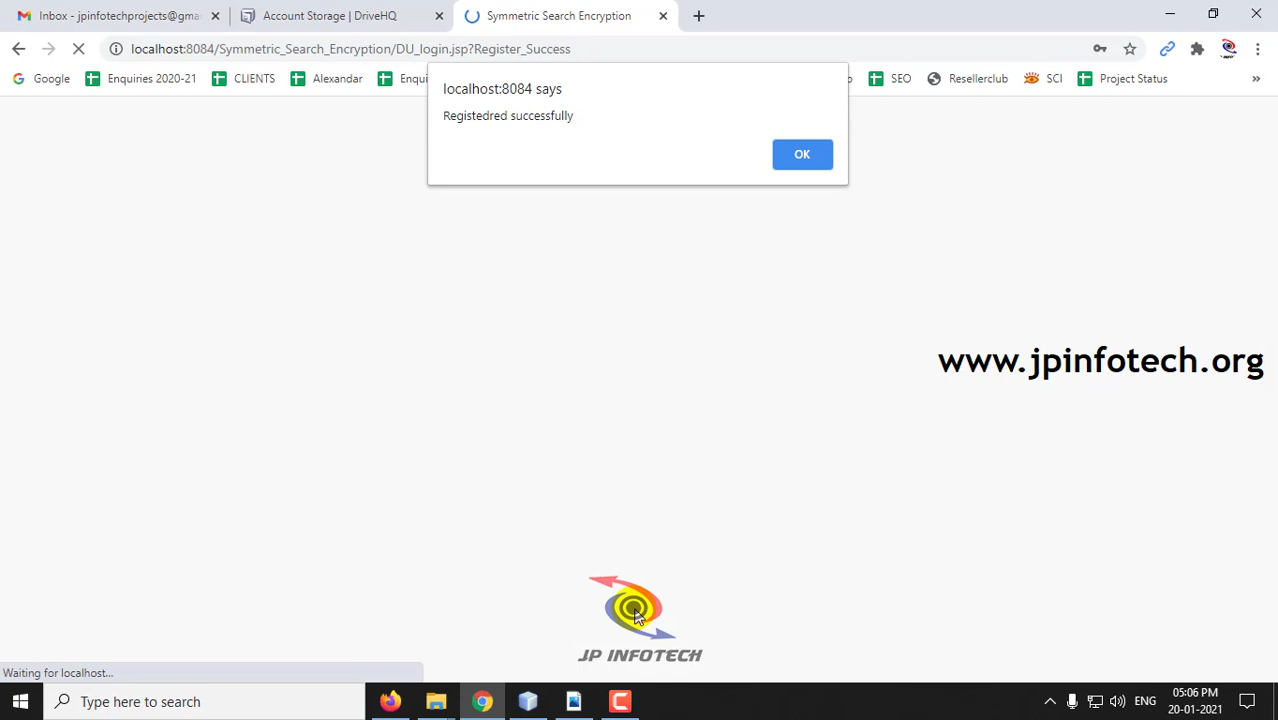 Inbox - jpinfotechprojects@gma
Account Storage | DriveHQ
Symmetric Search Encryption
localhost:8084/Symmetric_Search_Encryption/DU_login.jsp?Register_Success
Google
Enquiries 2020-21
CLIENTS
Alexandar
Enqui
SEO
Resellerclub
SCI
Project Status
»
localhost:8084 says
Registedred successfully
OK
www.jpinfotech.org
JP INFOTECH
Waiting for localhost...
Type here to search
ENG
05:06 PM
20-01-2021